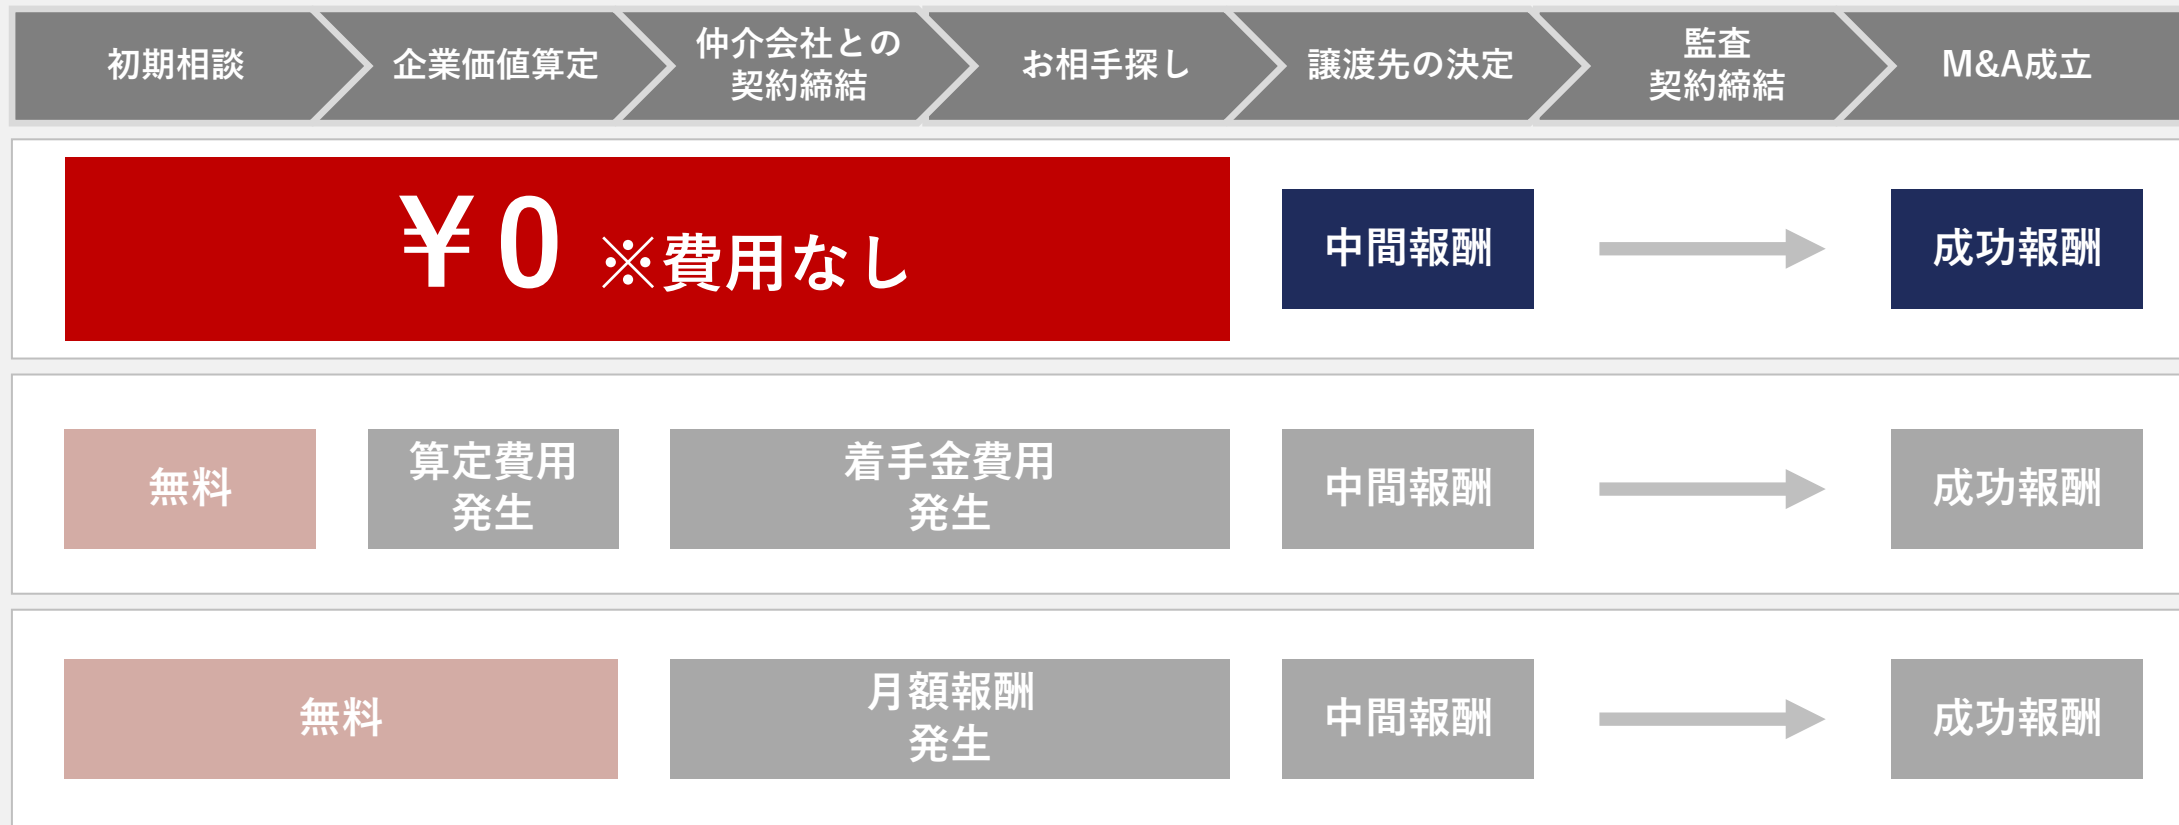 初期相談
企業価値算定
仲介会社との
契約締結
お相手探し
譲渡先の決定
監査
契約締結
M&A成立
¥0 ※費用なし
中間報酬
成功報酬
無料
算定費用
発生
着手金費用
発生
中間報酬
成功報酬
無料
月額報酬
発生
中間報酬
成功報酬